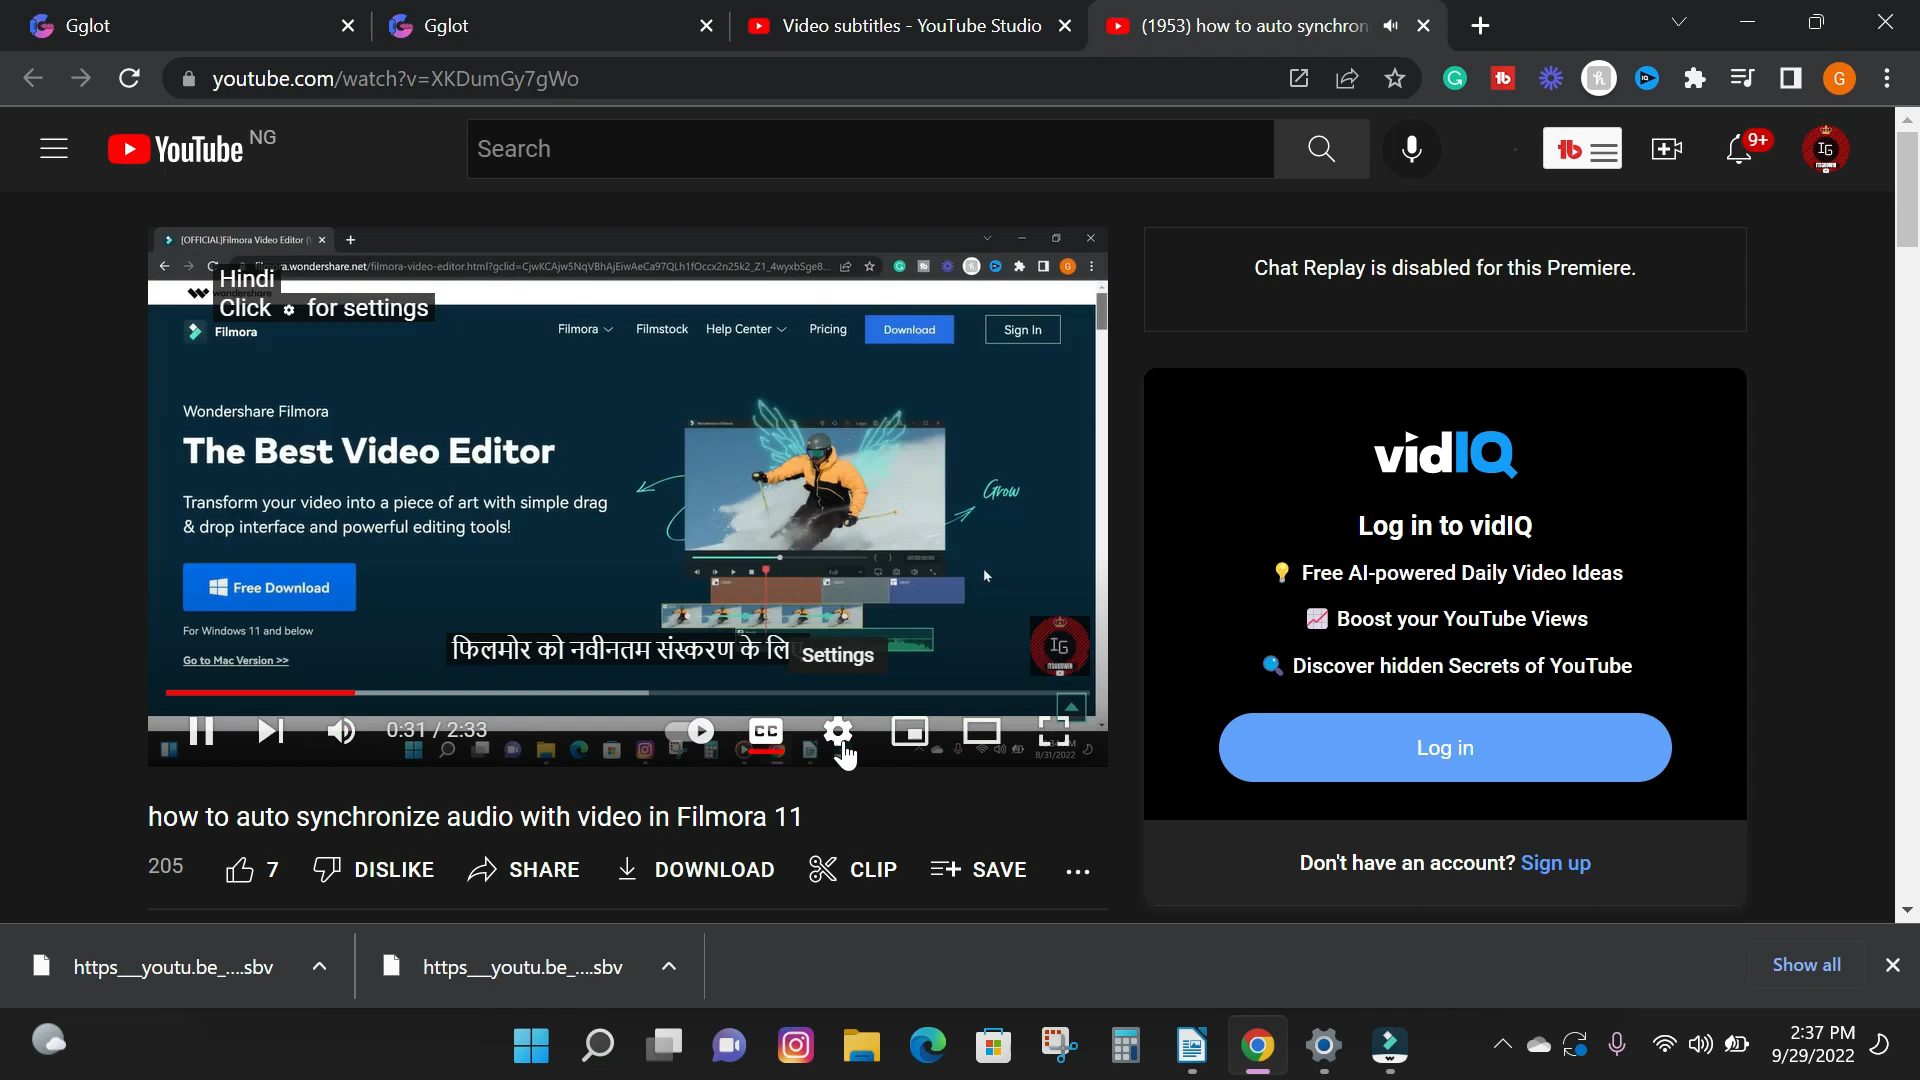 Gglot
Gglot
Video subtitles - YouTube Studio
(1953) how to auto synchron
youtube.com/watch?v=XKDumGy7gWo
YouTube NG
Search
9+
IG
[OFFICIAL]Filmora Video Editor
Hindi
Click for settings
Filmora
Filmora
Filmstock
Help Center
Pricing
Download
Sign In
Wondershare Filmora
The Best Video Editor
Transform your video into a piece of art with simple drag
& drop interface and powerful editing tools!
Grow
Free Download
For Windows 11 and below
Go to Mac Version >>
फिलमोर को नवीनतम संस्करण के
Settings
IG
0:31 / 2:33
CC
8/31/2022
how to auto synchronize audio with video in Filmora 11
205
7
DISLIKE
SHARE
DOWNLOAD
CLIP
SAVE
Chat Replay is disabled for this Premiere.
vidIQ
Log in to vidIQ
Free AI-powered Daily Video Ideas
Boost your YouTube Views
Discover hidden Secrets of YouTube
Log in
Don't have an account? Sign up
https__youtu.be_....sbv
https__youtu.be_....sbv
Show all
2:37 PM
9/29/2022